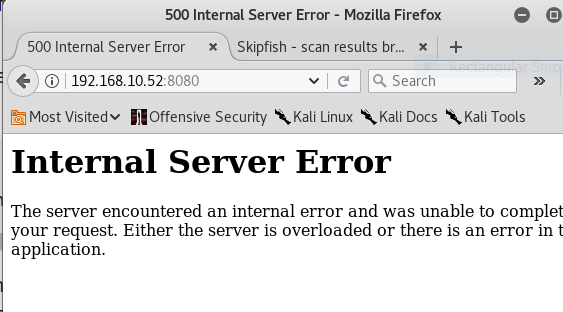 500 Internal Server Error - Mozilla Firefox
500 Internal Server Error × Skipfish - scan results br... × +
Rectangular Snip
192.168.10.52:8080 Search »
Most Visited Offensive Security Kali Linux Kali Docs Kali Tools
Internal Server Error
The server encountered an internal error and was unable to complet
your request. Either the server is overloaded or there is an error in t
application.